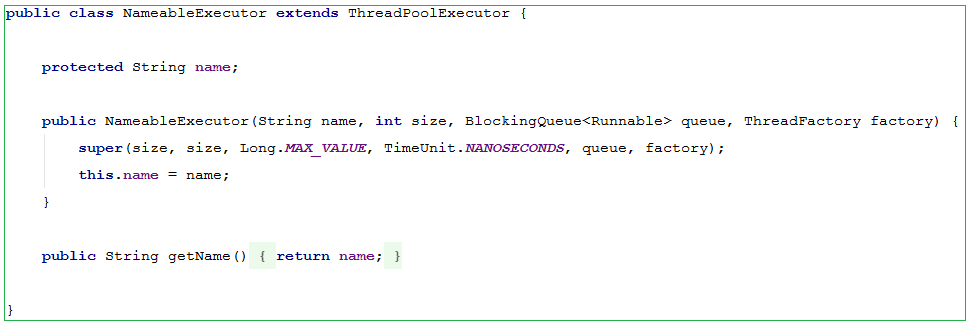 public class NameableExecutor extends ThreadPoolExecutor {
protected String name;
public NameableExecutor(String name, int size, BlockingQueue<Runnable> queue, ThreadFactory factory) {
super(size, size, Long.MAX_VALUE, TimeUnit.NANOSECONDS, queue, factory);
this.name = name;
}
public String getName() { return name; }
}